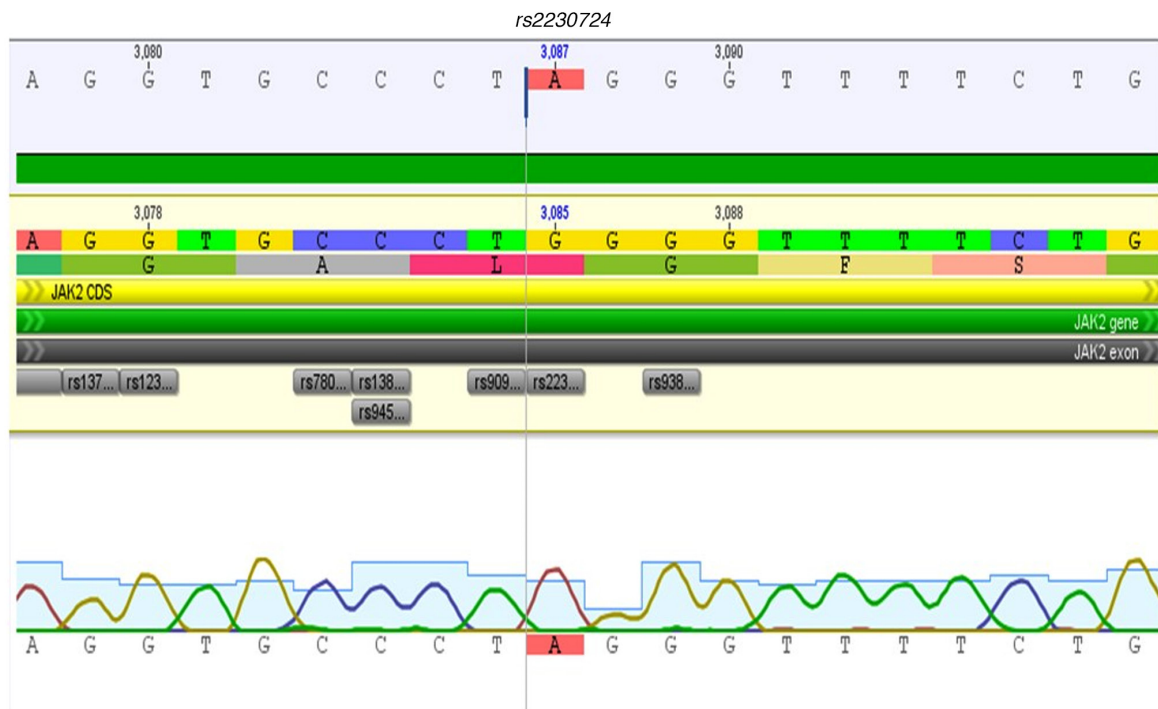 rs2230724
3,080 3,087 3,090
A G G T G C C C T A G G G T T T T C T G
3,078 3,085 3,088
A G G T G C C C T G G G G T T T T C T G
G A L G F S
JAK2 CDS
JAK2 gene
JAK2 exon
rs137... rs123... rs780... rs138... rs909... rs223... rs938...
rs945...
A G G T G C C C T A G G G T T T T C T G